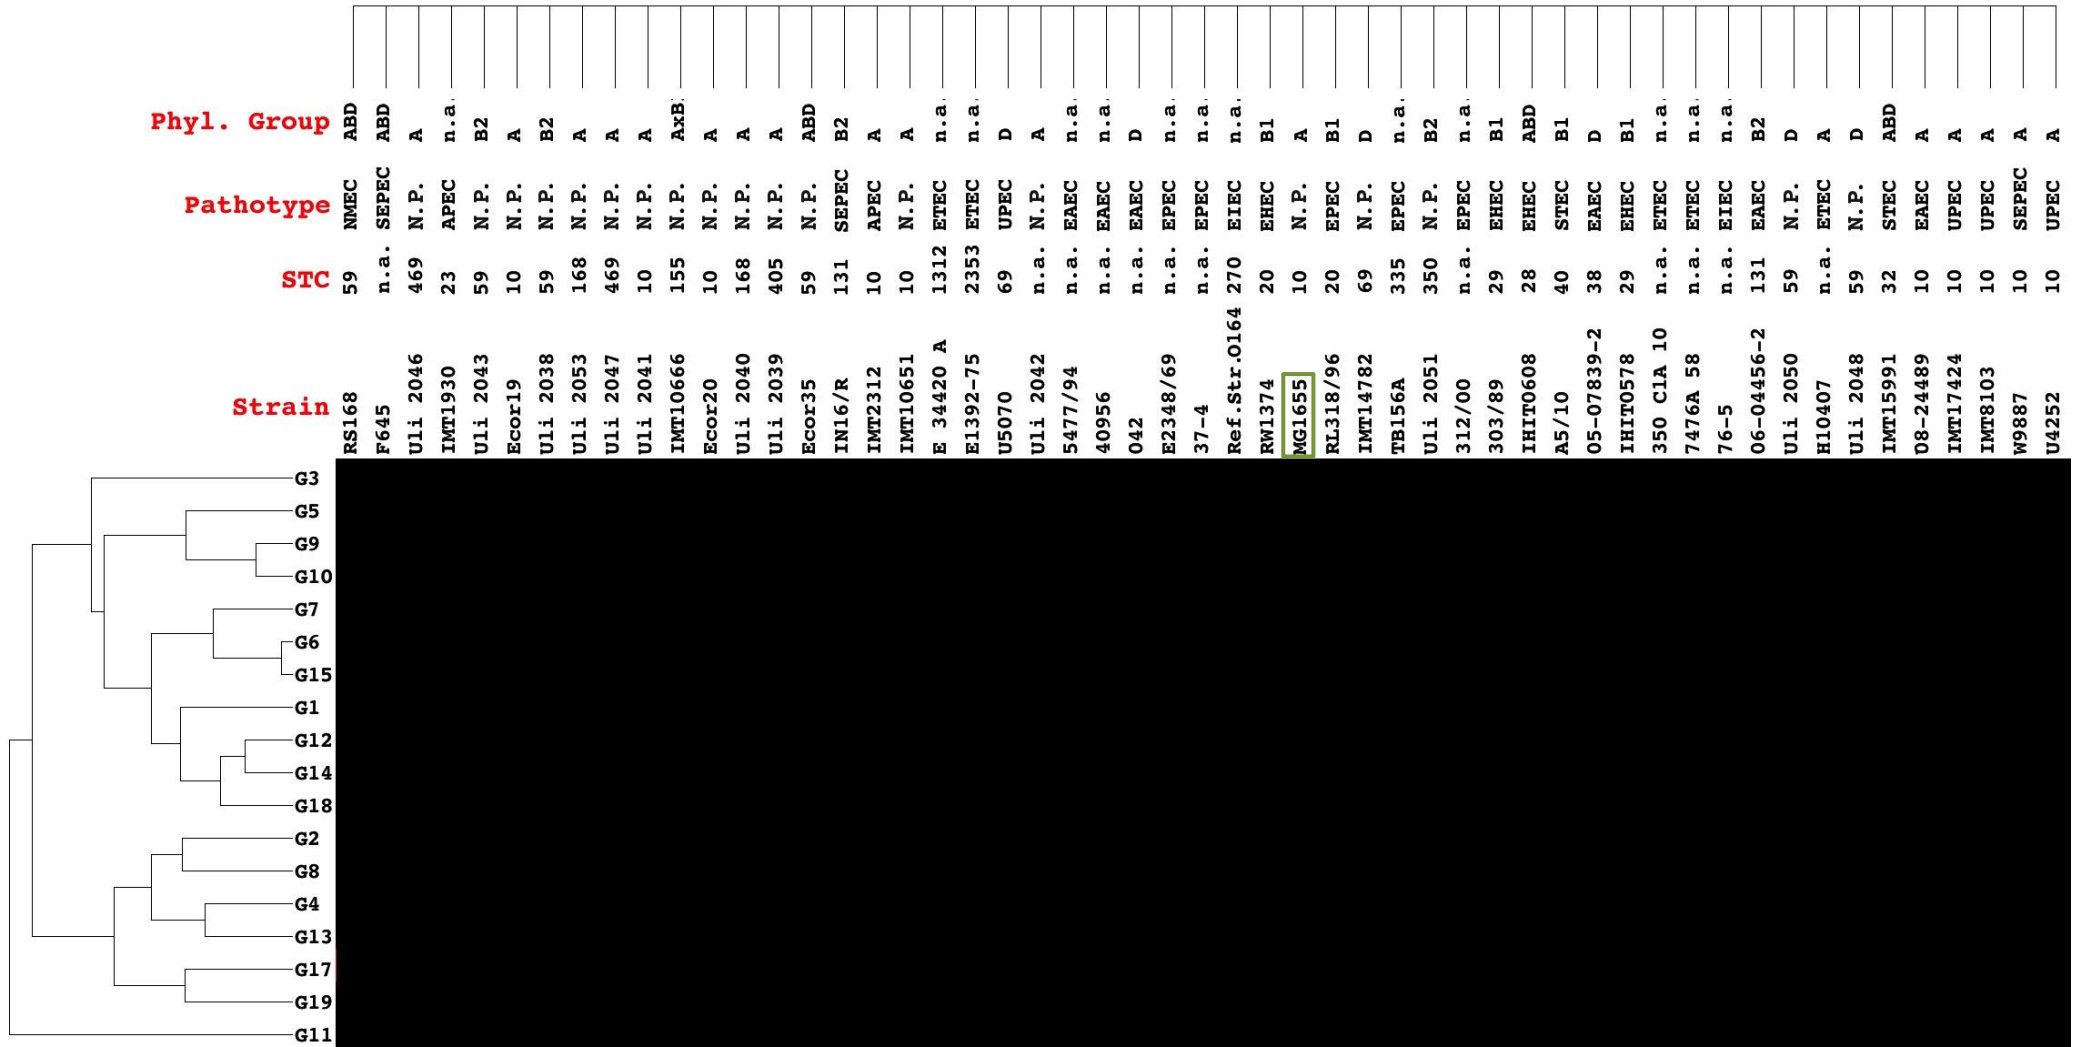 Phyl. Group ABD ABD A n.a. B2 A B2 A A A AxB A A A ABD B2 A A n.a. n.a. D A n.a. n.a. D n.a. n.a. n.a. B1 A B1 D n.a. B2 n.a. B1 ABD B1 D B1 n.a. n.a. n.a. B2 D A D ABD A A A A A
Pathotype NMEC SEPEC N.P. APEC N.P. N.P. N.P. N.P. N.P. N.P. N.P. N.P. N.P. N.P. N.P. SEPEC APEC N.P. ETEC ETEC UPEC N.P. EAEC EAEC EAEC EPEC EPEC EIEC EHEC N.P. EPEC N.P. EPEC N.P. EPEC EHEC EHEC STEC EAEC EHEC ETEC ETEC EIEC EAEC N.P. ETEC N.P. STEC EAEC UPEC UPEC SEPEC UPEC
STC 59 n.a. 469 23 59 10 59 168 469 10 155 10 168 405 59 131 10 10 1312 2353 69 n.a. n.a. n.a. n.a. n.a. n.a. 270 20 10 20 69 335 350 n.a. 29 28 40 38 29 n.a. n.a. n.a. 131 59 n.a. 59 32 10 10 10 10 10
Strain RS168 F645 Uli 2046 IMT1930 Uli 2043 Ecor19 Uli 2038 Uli 2053 Uli 2047 Uli 2041 IMT10666 Ecor20 Uli 2040 Uli 2039 Ecor35 IN16/R IMT2312 IMT10651 E 34420 A E1392-75 U5070 Uli 2042 5477/94 40956 042 E2348/69 37-4 Ref.Str.O164 RW1374 MG1655 RL318/96 IMT14782 TB156A Uli 2051 312/00 303/89 IHIT0608 A5/10 05-07839-2 IHIT0578 350 C1A 10 7476A 58 76-5 06-04456-2 Uli 2050 H10407 Uli 2048 IMT15991 08-24489 IMT17424 IMT8103 W9887 U4252
G3
G5
G9
G10
G7
G6
G15
G1
G12
G14
G18
G2
G8
G4
G13
G17
G19
G11